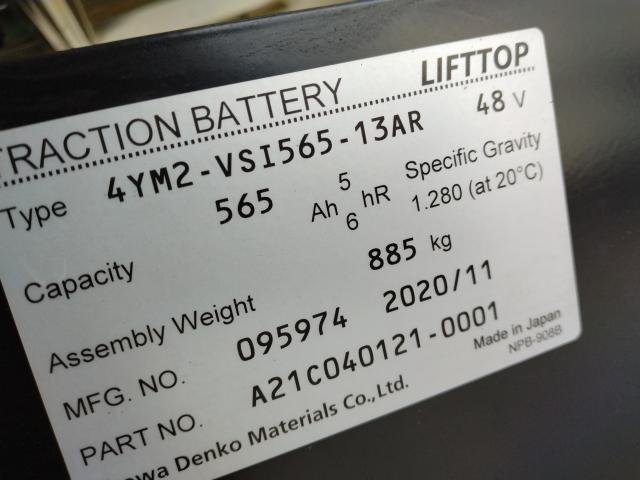 TRACTION BATTERY LIFTTOP
Type 4YM2-VSI565-13AR 48 V
Capacity 565 Ah 5 hR Specific Gravity
6 1.280 (at 20°C)
Assembly Weight 885 kg
MFG. NO. 095974 2020/11
PART NO. A21C040121-0001
Denko Materials Co.,Ltd. Made in Japan
NPB-908B